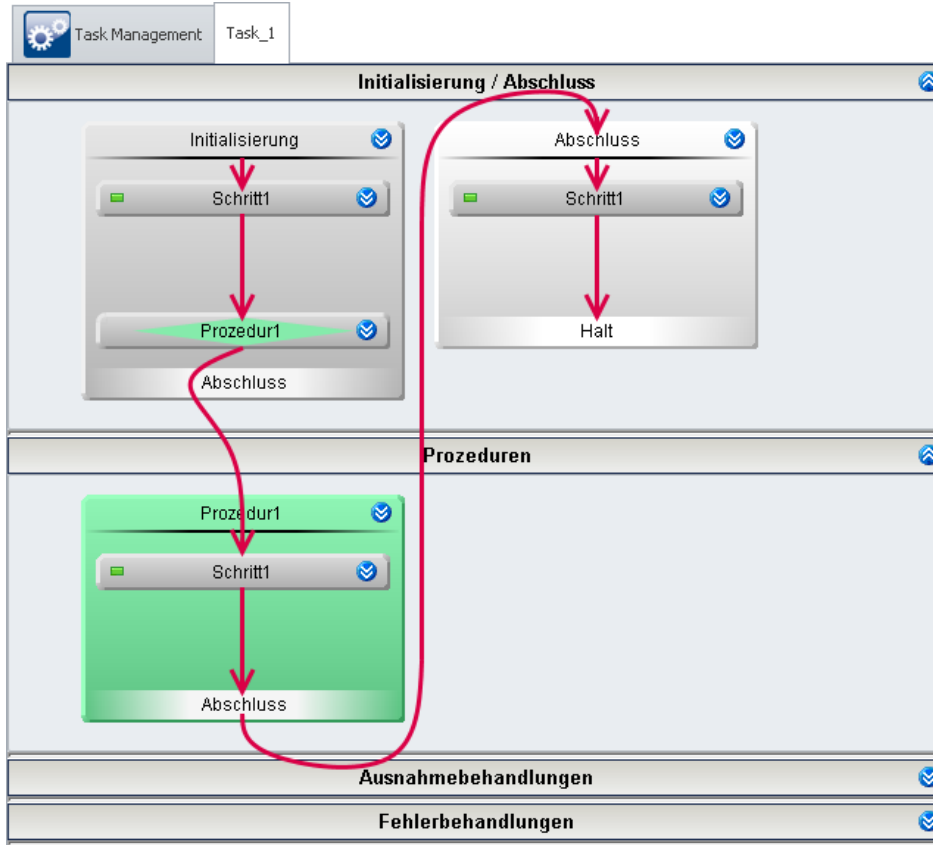 Task Management
Task_1
Initialisierung / Abschluss
Initialisierung
Schritt1
Prozedur1
Abschluss
Abschluss
Schritt1
Halt
Prozeduren
Prozedur1
Schritt1
Abschluss
Ausnahmebehandlungen
Fehlerbehandlungen